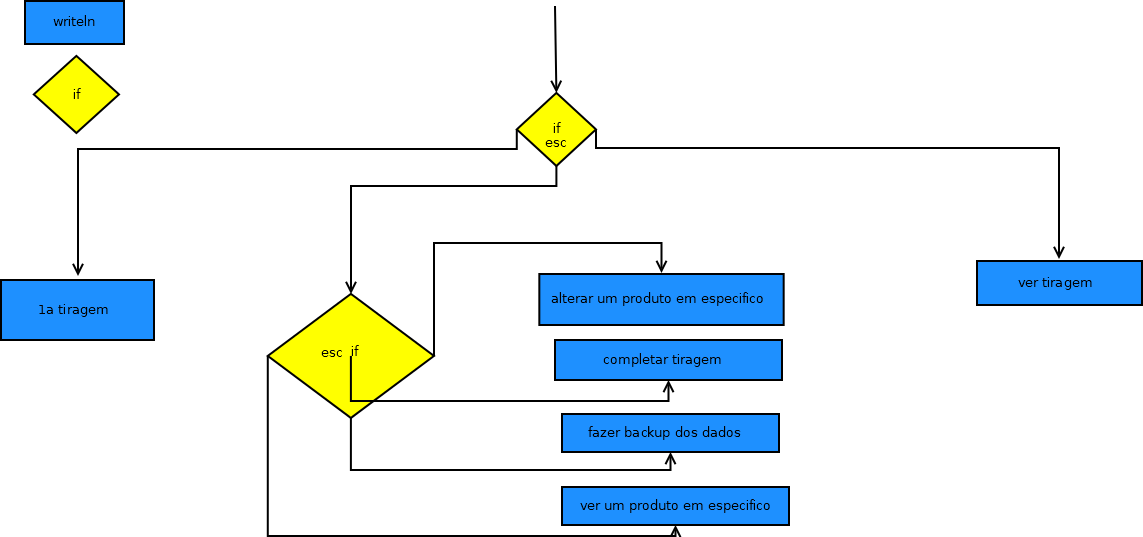 writeln
if
if
esc
1a tiragem
esc if
alterar um produto em especifico
completar tiragem
fazer backup dos dados
ver um produto em especifico
ver tiragem